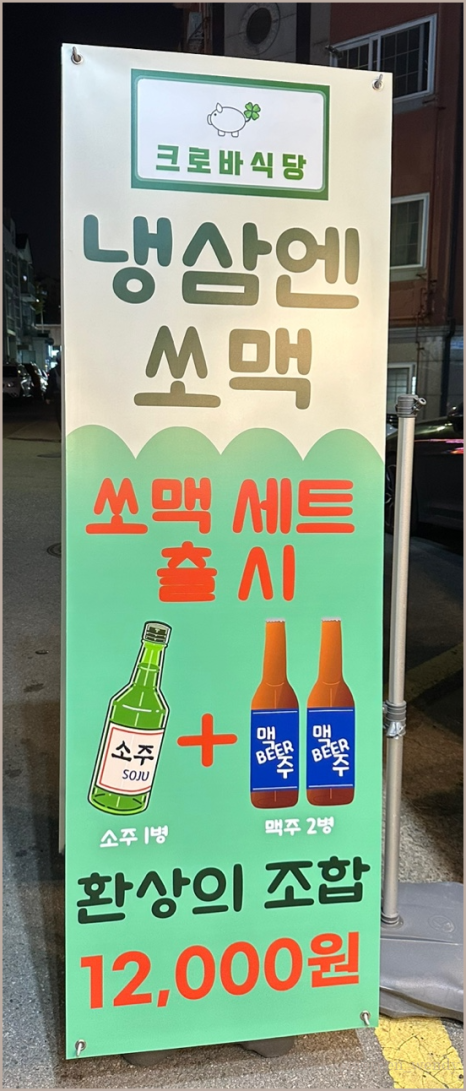 크로바식당
냉삼엔
쏘맥
쏘맥 세트
출시
소주
SOJU
맥
BEER
주
맥
BEER
주
소주 1병
맥주 2병
환상의 조합
12,000원